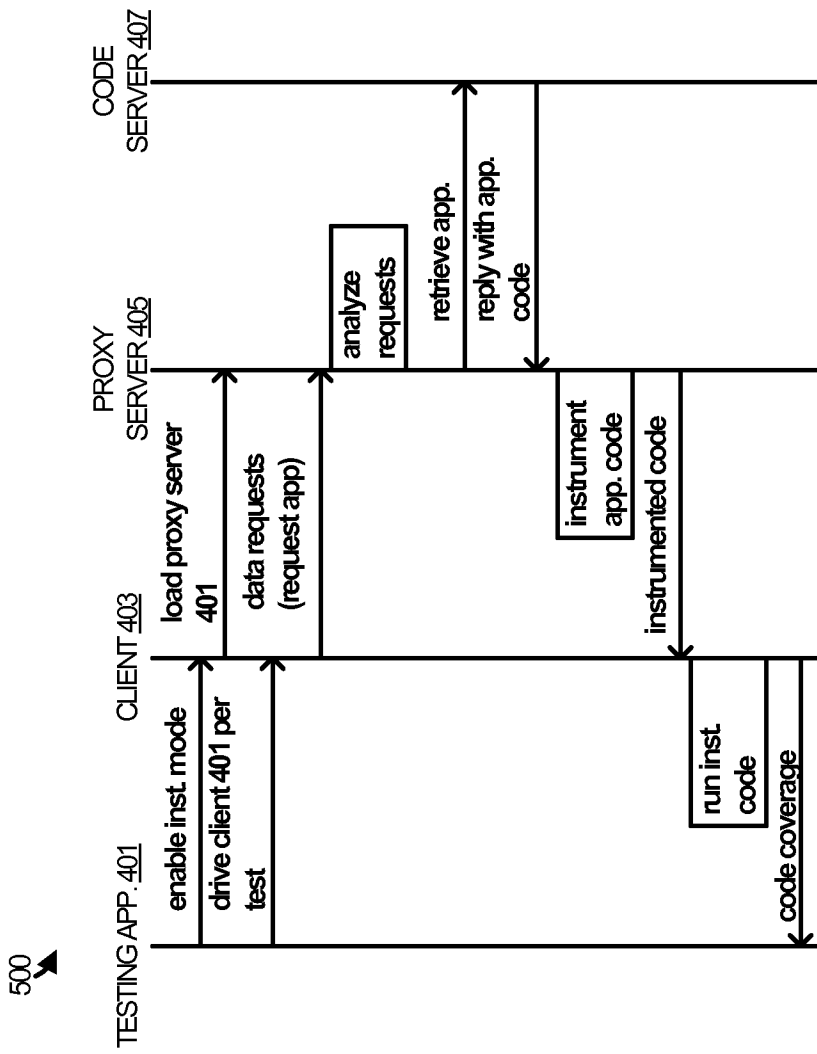 500
TESTING APP. 401
CLIENT 403
PROXY
SERVER 405
CODE
SERVER 407
enable inst. mode
load proxy server
401
drive client 401 per
test
data requests
(request app)
analyze
requests
retrieve app.
reply with app.
code
instrument
app. code
instrumented code
run inst.
code
code coverage